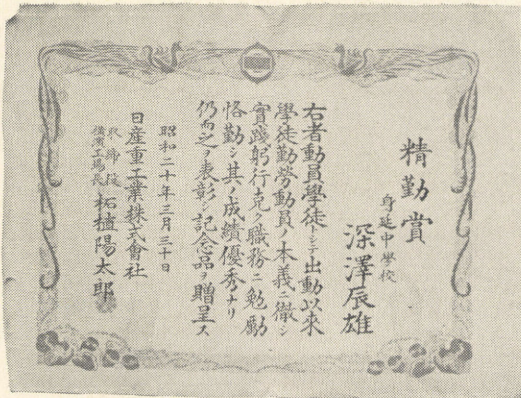 精勤賞
身延中學校
深澤辰雄
右者動員學徒トシテ出動以来
學徒勤勞動員ノ本義ニ徹シ
實踐躬行克ク職務ニ勉勵
恪勤シ其ノ成績優秀ナリ
仍而之ヲ表彰シ記念品ヲ贈呈ス
昭和二十年三月三十日
日産重工業株式會社
取締役
横濱工場長
柘植陽太郎